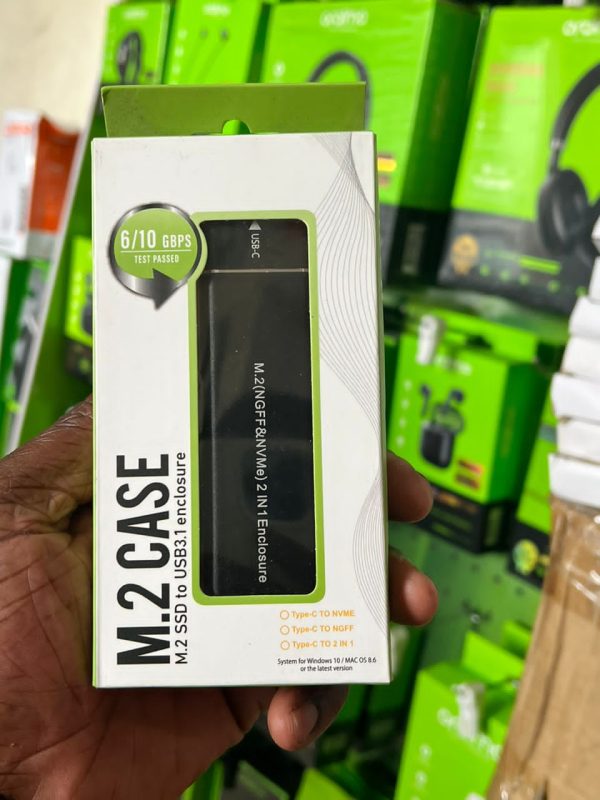 oraimo
6/10 GBPS
TEST PASSED
USB-C
M.2(NGFF&NVMe) 2 IN 1 Enclosure
M.2 CASE
M.2 SSD to USB3.1 enclosure
Type-C TO NVME
Type-C TO NGFF
Type-C TO 2 IN 1
System for Windows 10 / MAC OS 8.6
or the latest version